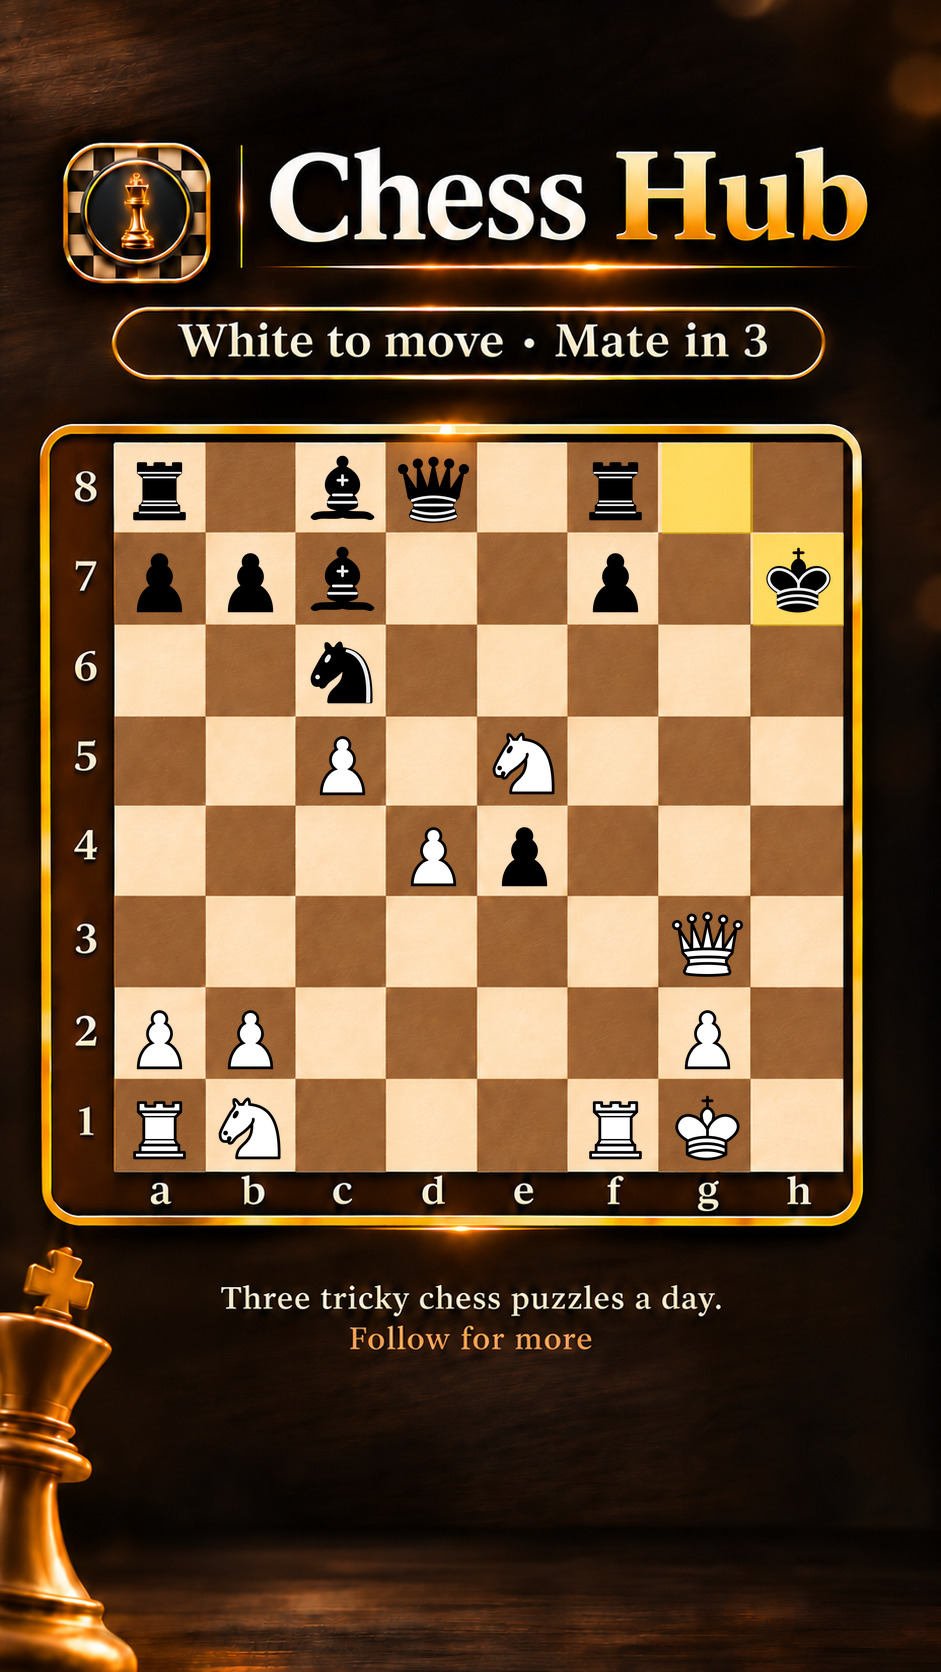 Chess Hub
White to move • Mate in 3
8
7
6
5
4
3
2
1
a b c d e f g h
Three tricky chess puzzles a day.
Follow for more